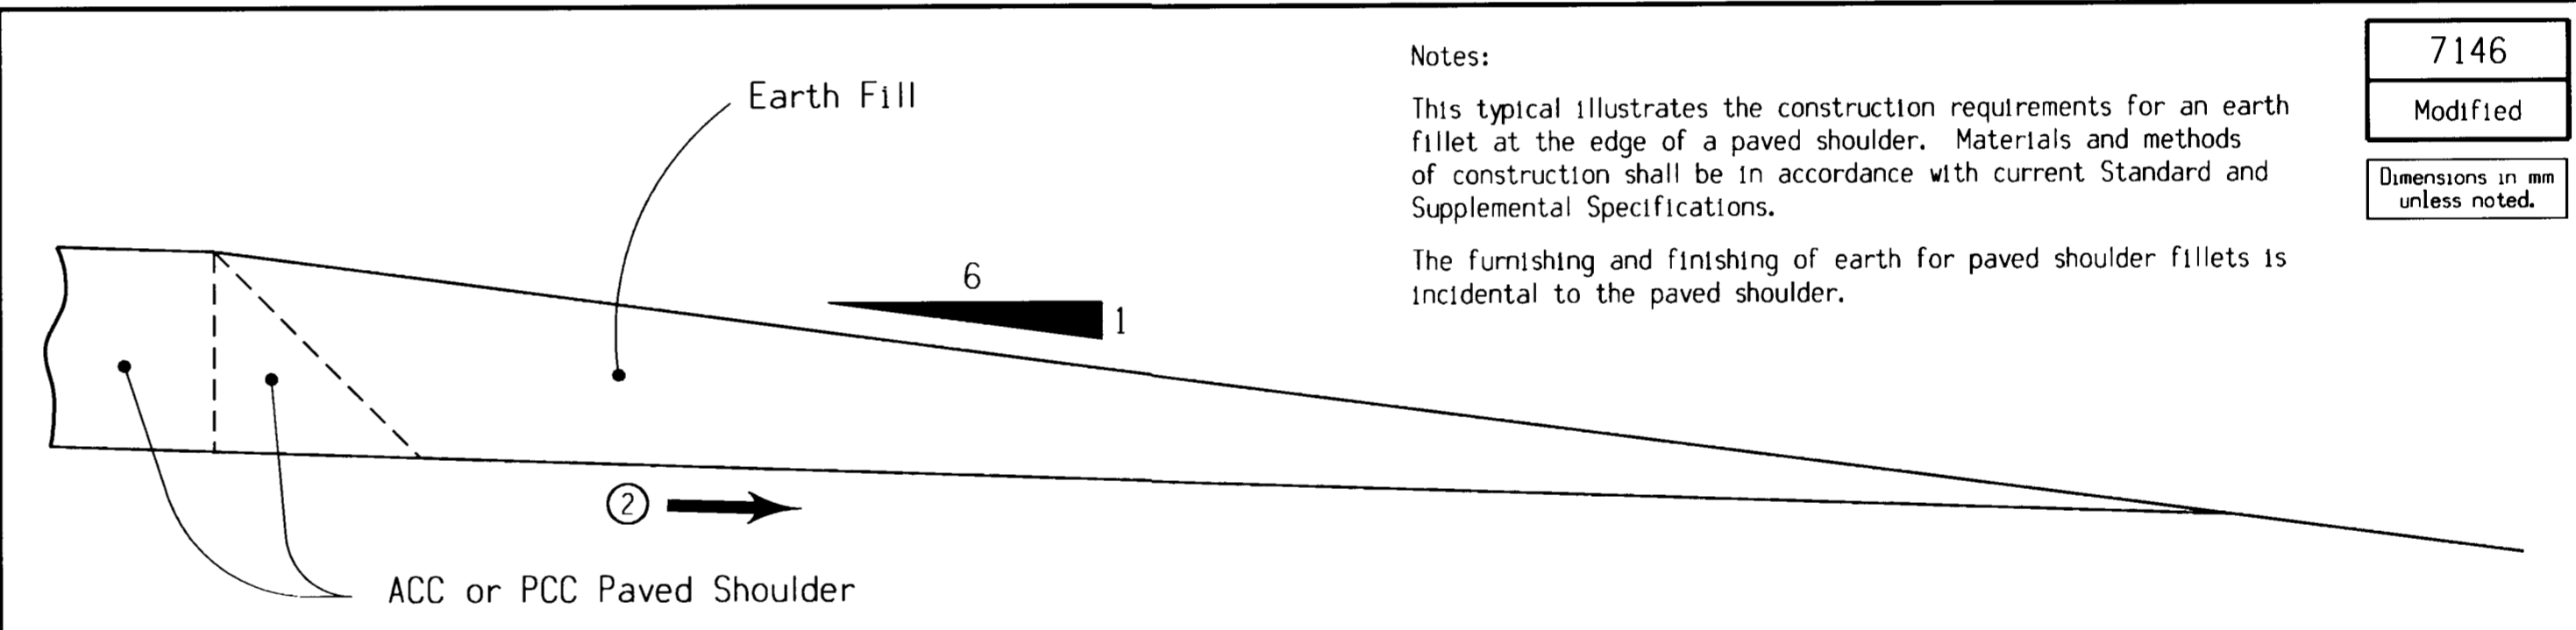 Earth Fill
6
1
② 
ACC or PCC Paved Shoulder
Notes:
This typical illustrates the construction requirements for an earth
fillet at the edge of a paved shoulder. Materials and methods
of construction shall be in accordance with current Standard and
Supplemental Specifications.
The furnishing and finishing of earth for paved shoulder fillets is
incidental to the paved shoulder.
7146
Modified
Dimensions in mm
unless noted.